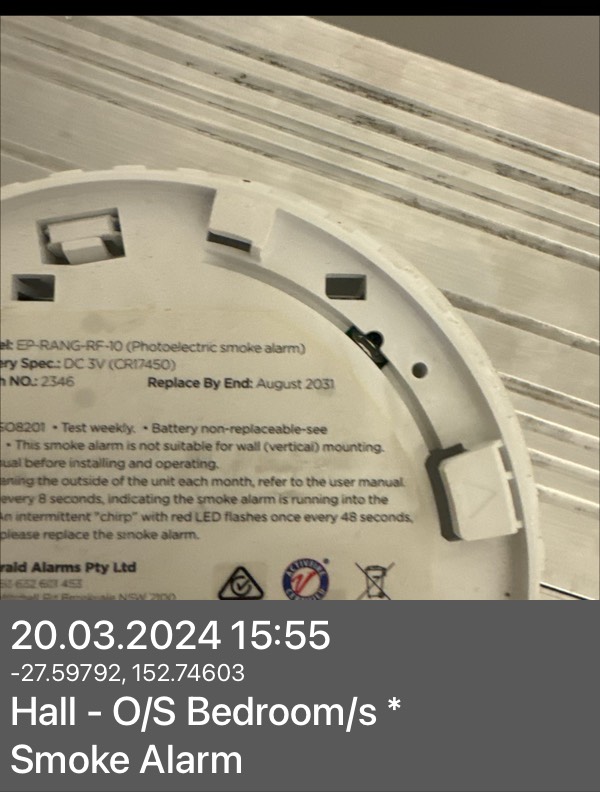 el: EP-RANG-RF-10 (Photoelectric smoke alarm)
ery Spec.: DC 3V (CR17450)
h NO.: 2346 Replace By End: August 2031
SO8201 • Test weekly. • Battery non-replaceable-see
• This smoke alarm is not suitable for wall (vertical) mounting.
ual before installing and operating.
aning the outside of the unit each month, refer to the user manual.
every 8 seconds, indicating the smoke alarm is running into the
An intermittent "chirp" with red LED flashes once every 48 seconds,
please replace the smoke alarm.
rald Alarms Pty Ltd
NSW 2100
ACTIVFIRE
20.03.2024 15:55
-27.59792, 152.74603
Hall - O/S Bedroom/s *
Smoke Alarm